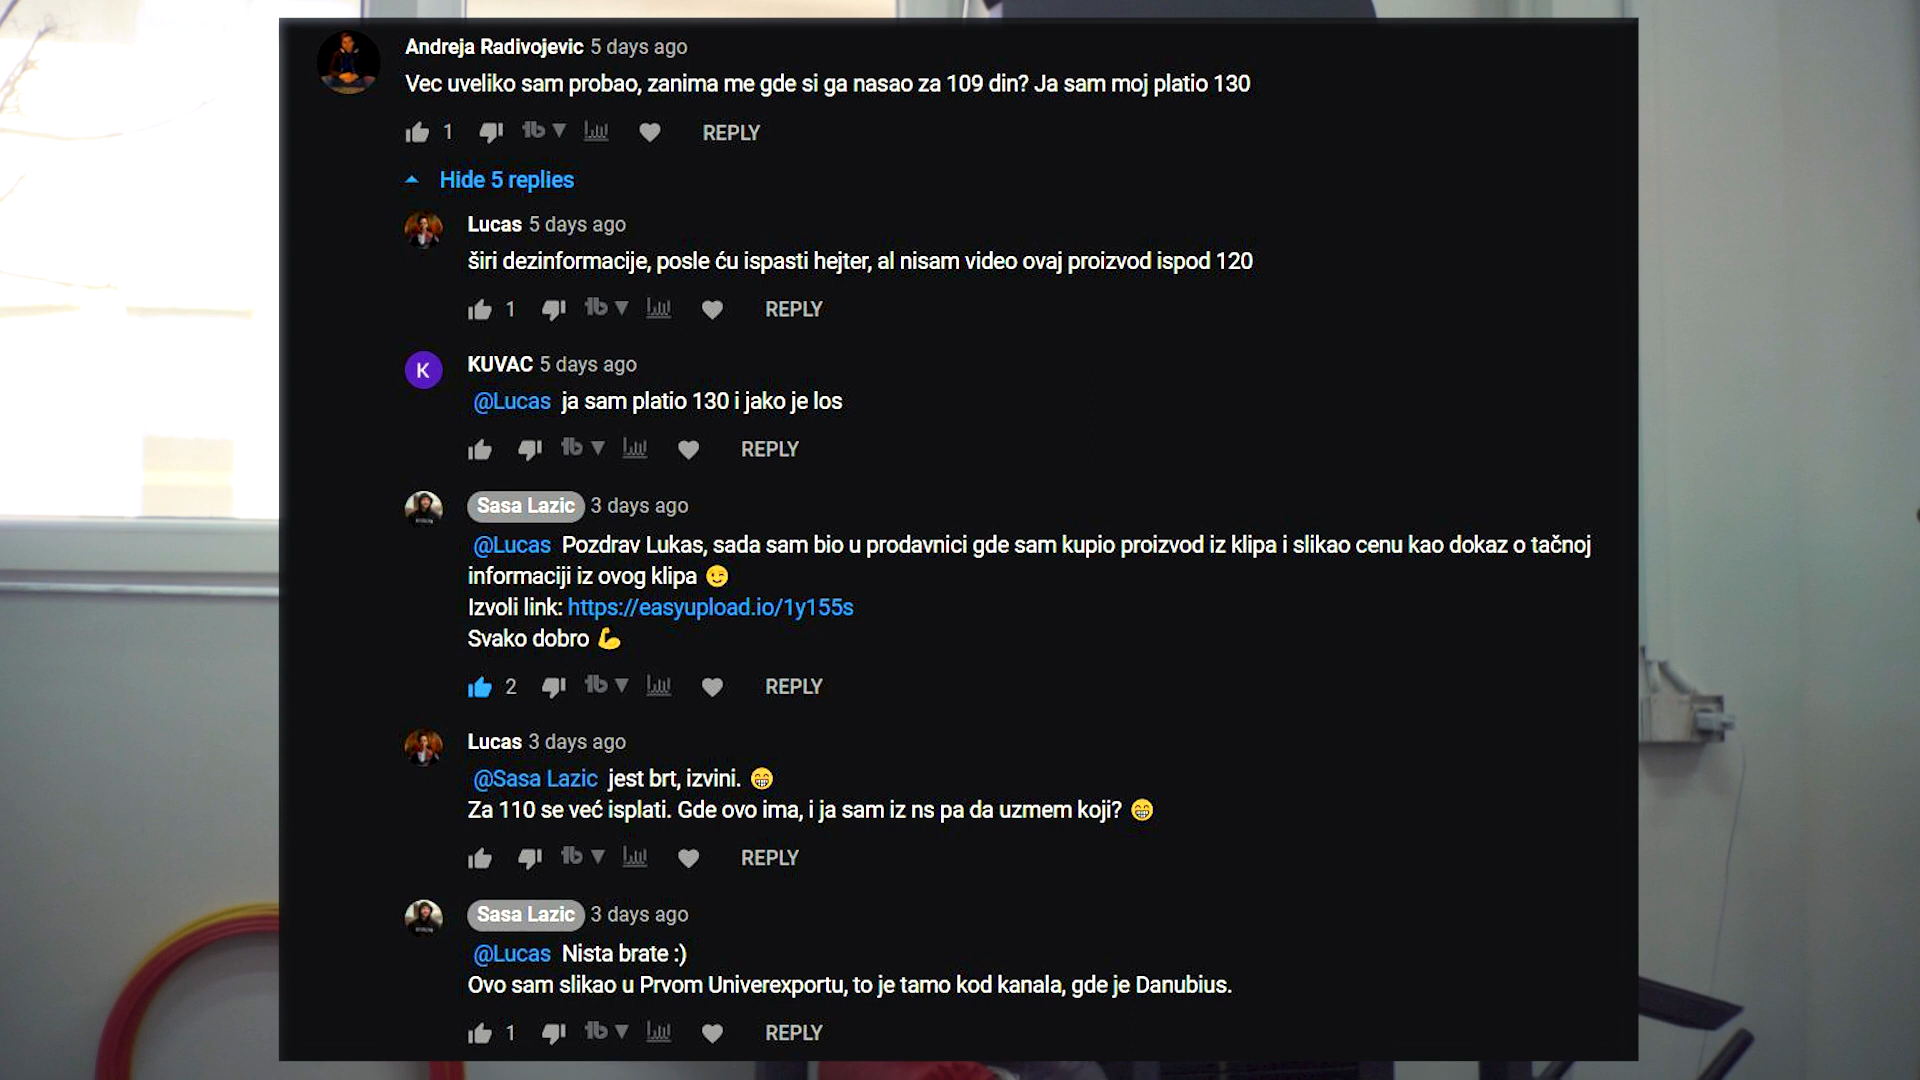 Andreja Radivojevic 5 days ago
Vec uveliko sam probao, zanima me gde si ga nasao za 109 din? Ja sam moj platio 130
1 REPLY
Hide 5 replies
Lucas 5 days ago
širi dezinformacije, posle ću ispasti hejter, al nisam video ovaj proizvod ispod 120
1 REPLY
K
KUVAC 5 days ago
@Lucas ja sam platio 130 i jako je los
REPLY
Sasa Lazic 3 days ago
@Lucas Pozdrav Lukas, sada sam bio u prodavnici gde sam kupio proizvod iz klipa i slikao cenu kao dokaz o tačnoj
informaciji iz ovog klipa 😉
Izvoli link: https://easyupload.io/1y155s
Svako dobro 💪
2 REPLY
Lucas 3 days ago
@Sasa Lazic jest brt, izvini. 😁
Za 110 se već isplati. Gde ovo ima, i ja sam iz ns pa da uzmem koji? 😁
REPLY
Sasa Lazic 3 days ago
@Lucas Nista brate :)
Ovo sam slikao u Prvom Univerexportu, to je tamo kod kanala, gde je Danubius.
1 REPLY